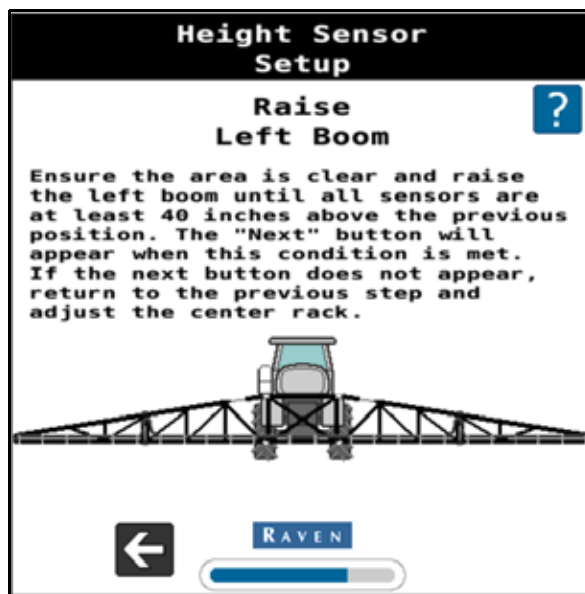 Height Sensor
Setup
Raise
Left Boom
?
Ensure the area is clear and raise
the left boom until all sensors are
at least 40 inches above the previous
position. The "Next" button will
appear when this condition is met.
If the next button does not appear,
return to the previous step and
adjust the center rack.
RAVEN